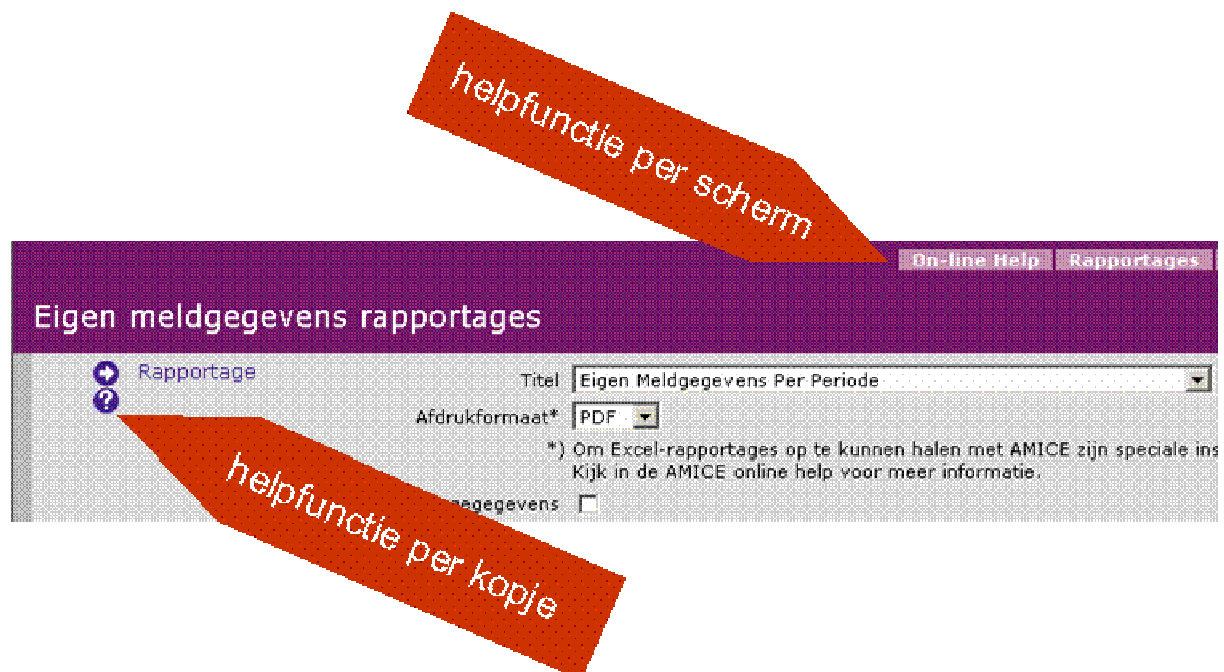 helpfunctie per scherm
On-line Help Rapportages
Eigen meldgegevens rapportages
Rapportage
Titel Eigen Meldgegevens Per Periode
Afdrukformaat* PDF
*) Om Excel-rapportages op te kunnen halen met AMICE zijn speciale ins
Kijk in de AMICE online help voor meer informatie.
gegevens
helpfunctie per kopje